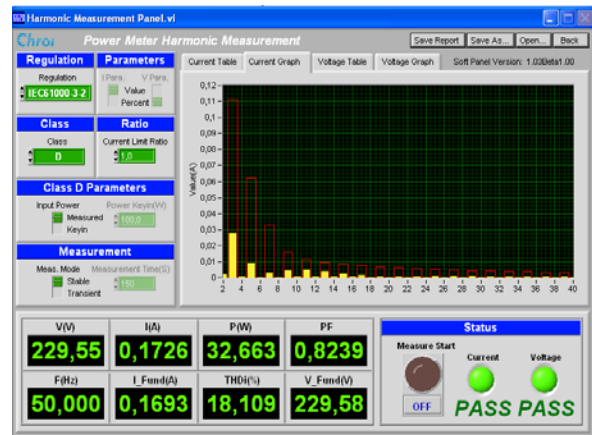 Harmonic Measurement Panel.vi
Chroma Power Meter Harmonic Measurement
Save Report Save As... Open... Back
Regulation Parameters
Current Table Current Graph Voltage Table Voltage Graph Soft Panel Version: 1.03Beta1.00
Regulation I Para. V Para.
IEC61000 3-2 Value
Percent
Class Ratio
Class Current Limit Ratio
D 1,0
Class D Parameters
Input Power Power Keyin(W)
Measured 100,0
Keyin
Measurement
Meas. Mode Measurement Time(S)
Stable 150
Transient
Value(A)
0,12
0,11
0,1
0,09
0,08
0,07
0,06
0,05
0,04
0,03
0,02
0,01
0
2 4 6 8 10 12 14 16 18 20 22 24 26 28 30 32 34 36 38 40
V(V) I(A) P(W) PF
229,55 0,1726 32,663 0,8239
F(Hz) I_Fund(A) THDi(%) V_Fund(V)
50,000 0,1693 18,109 229,58
Status
Measure Start Current Voltage
OFF PASS PASS